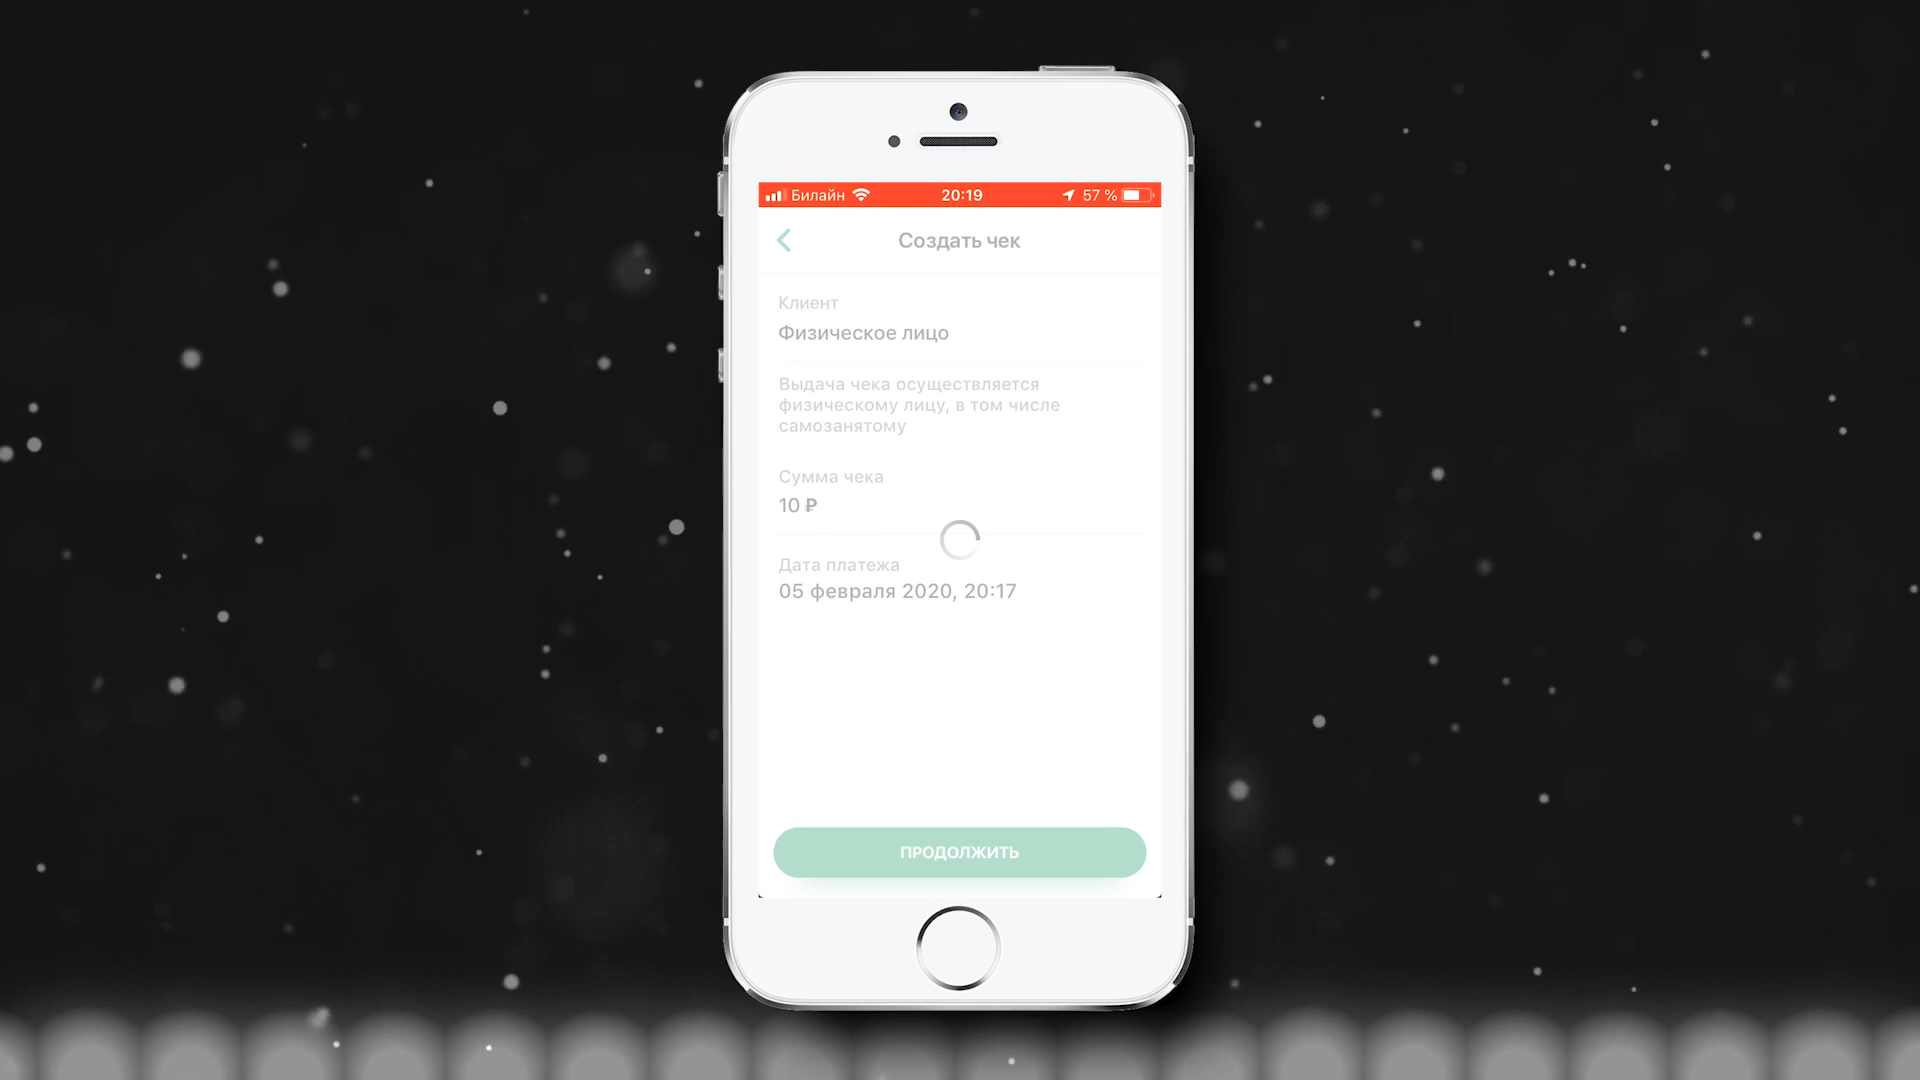 Билайн 20:19 57 %
Создать чек
Клиент
Физическое лицо
Выдача чека осуществляется
физическому лицу, в том числе
самозанятому
Сумма чека
10 ₽
Дата платежа
05 февраля 2020, 20:17
ПРОДОЛЖИТЬ